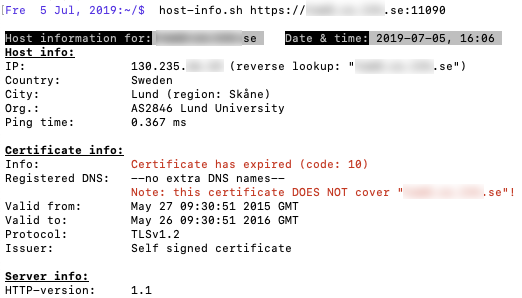 [Fre 5 Jul, 2019:~/$ host-info.sh https://.se:11090
Host information for: se Date & time: 2019-07-05, 16:06
Host info:
IP: 130.235. (reverse lookup: ".se")
Country: Sweden
City: Lund (region: Skåne)
Org.: AS2846 Lund University
Ping time: 0.367 ms
Certificate info:
Info: Certificate has expired (code: 10)
Registered DNS: --no extra DNS names--
Note: this certificate DOES NOT cover ".se"!
Valid from: May 27 09:30:51 2015 GMT
Valid to: May 26 09:30:51 2016 GMT
Protocol: TLSv1.2
Issuer: Self signed certificate
Server info:
HTTP-version: 1.1